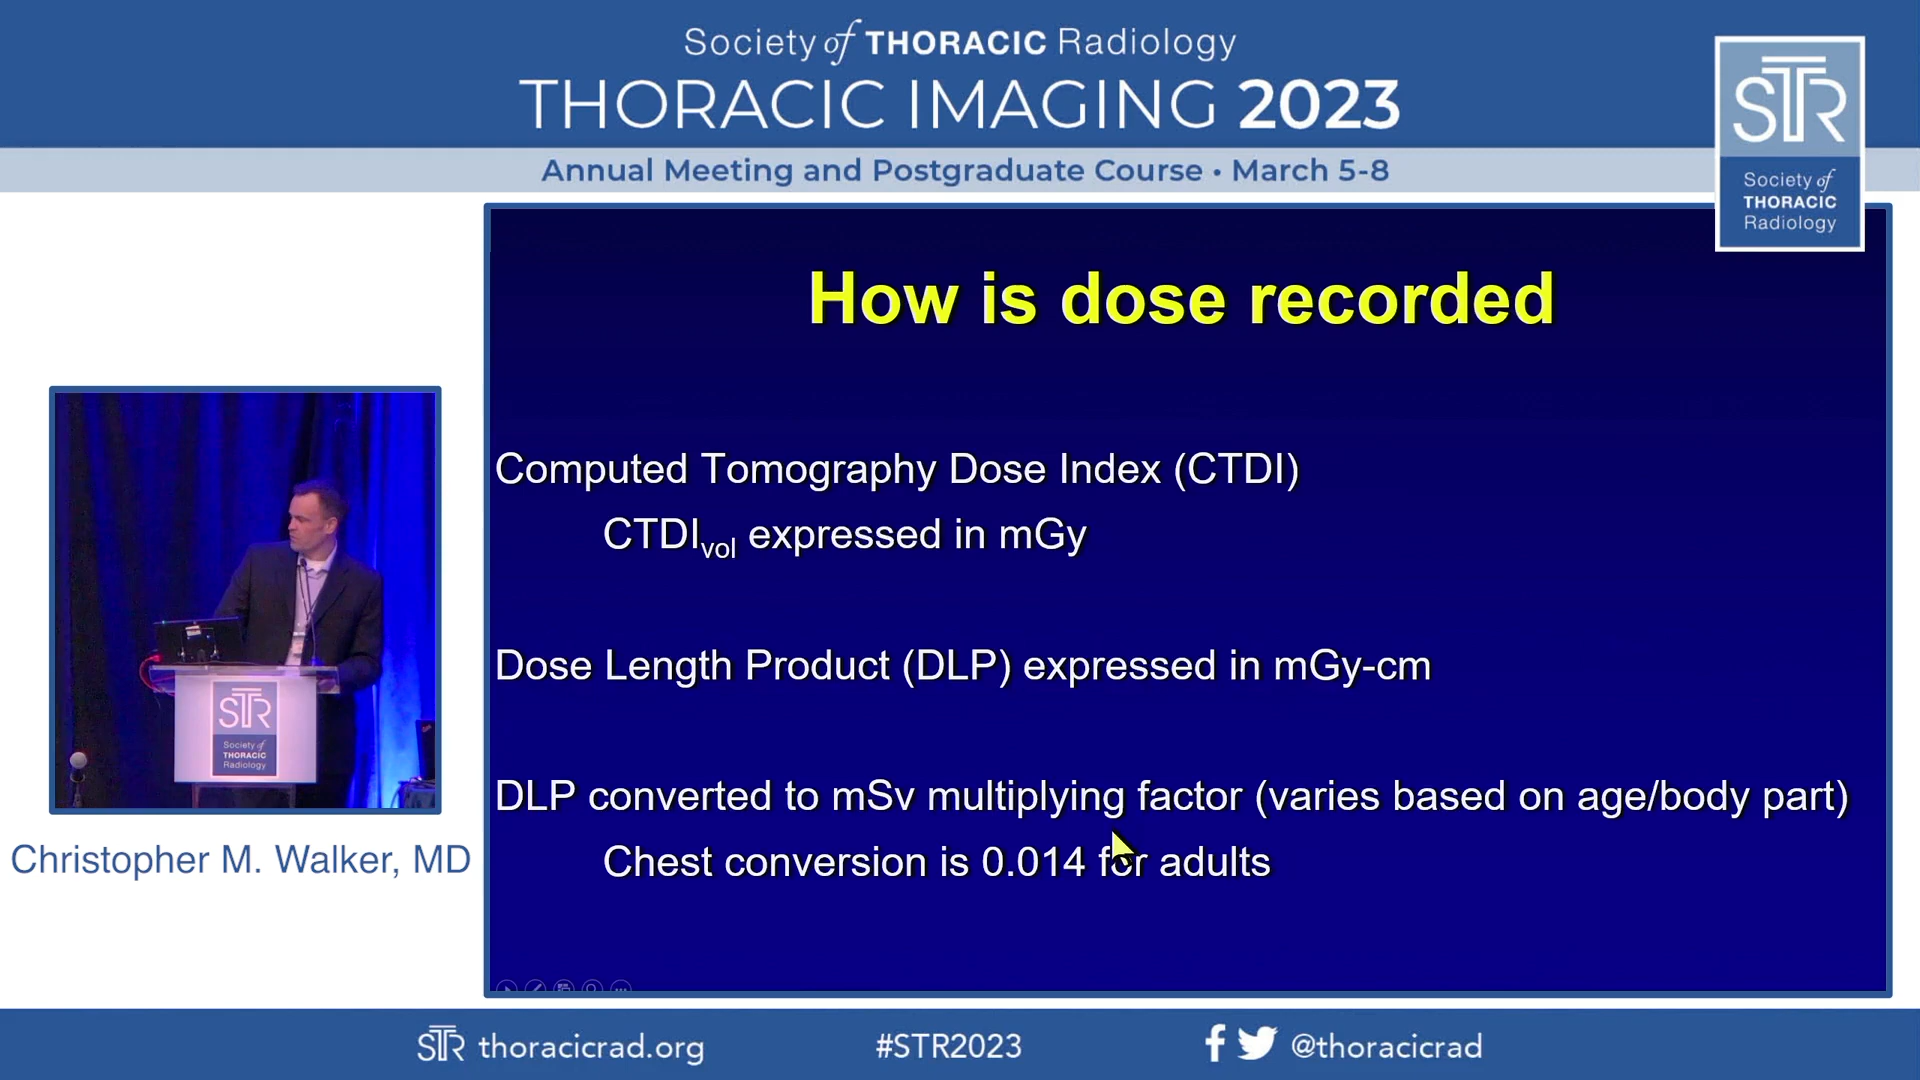 Society of THORACIC Radiology
THORACIC IMAGING 2023
Annual Meeting and Postgraduate Course • March 5-8
STR
Society of
THORACIC
Radiology
How is dose recorded
Computed Tomography Dose Index (CTDI)
CTDIvol expressed in mGy
Dose Length Product (DLP) expressed in mGy-cm
DLP converted to mSv multiplying factor (varies based on age/body part)
Chest conversion is 0.014 for adults
STR
Society of
THORACIC
Radiology
Christopher M. Walker, MD
STR thoracicrad.org
#STR2023
@thoracicrad